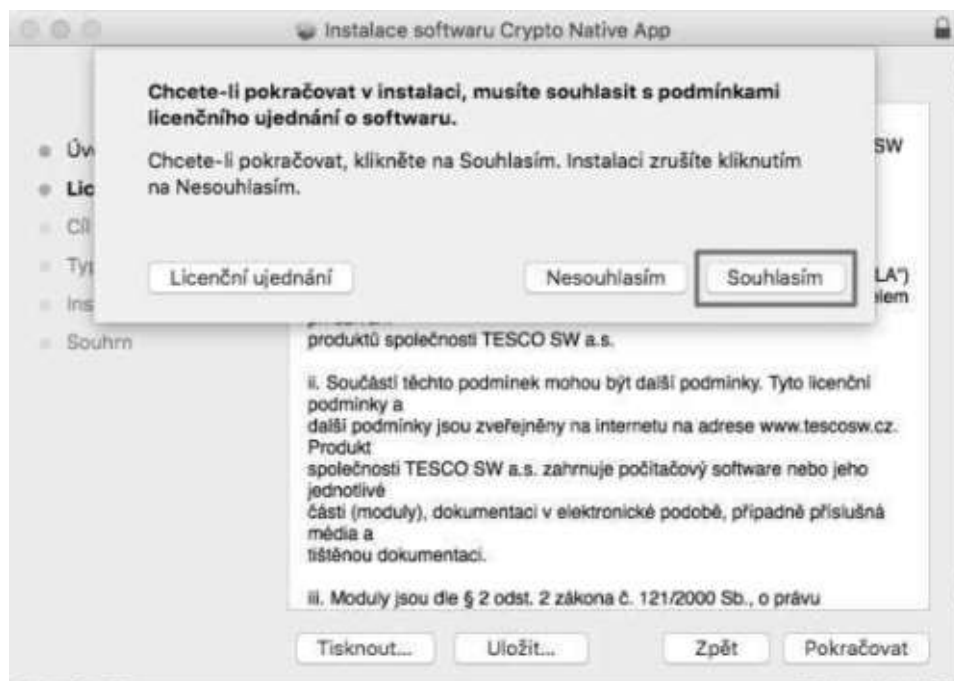 Instalace softwaru Crypto Native App
Chcete-li pokračovat v instalaci, musíte souhlasit s podmínkami
licenčního ujednání o softwaru.
Chcete-li pokračovat, klikněte na Souhlasím. Instalaci zrušíte kliknutím
na Nesouhlasím.
Licenční ujednání
Nesouhlasím
Souhlasím
Lic
Cíl
Ins
Souhrn
SW
LA")
produktů společnosti TESCO SW a.s.
ii. Součástí těchto podmínek mohou být další podmínky. Tyto licenční
podmínky a
další podmínky jsou zveřejněny na internetu na adrese www.tescosw.cz.
Produkt
společnosti TESCO SW a.s. zahrnuje počítačový software nebo jeho
jednotlivé
části (moduly), dokumentaci v elektronické podobě, případně příslušná
média a
tištěnou dokumentaci.
iii. Moduly jsou dle § 2 odst. 2 zákona č. 121/2000 Sb., o právu
Tisknout...
Uložit...
Zpět
Pokračovat